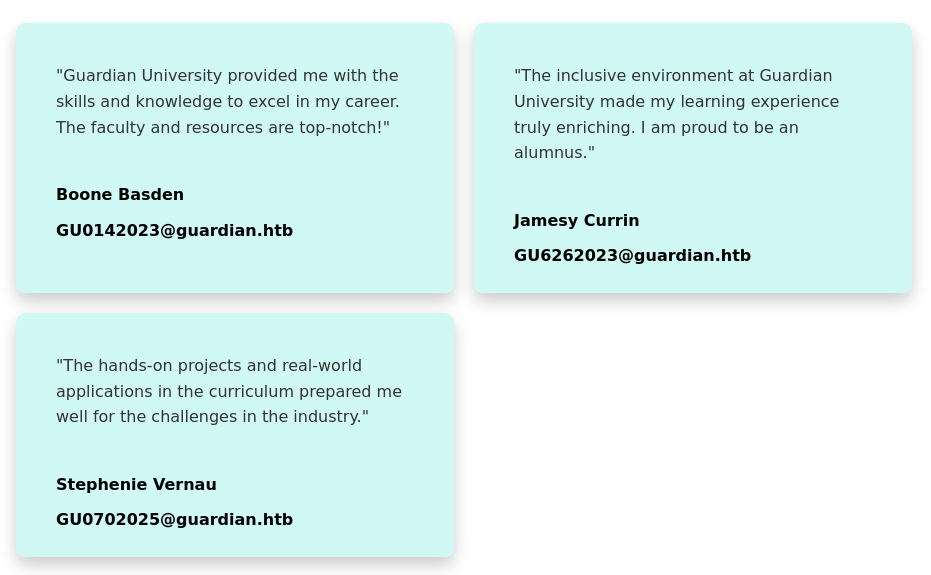 "Guardian University provided me with the
skills and knowledge to excel in my career.
The faculty and resources are top-notch!"
Boone Basden
GU0142023@guardian.htb
"The inclusive environment at Guardian
University made my learning experience
truly enriching. I am proud to be an
alumnus."
Jamesy Currin
GU6262023@guardian.htb
"The hands-on projects and real-world
applications in the curriculum prepared me
well for the challenges in the industry."
Stephenie Vernau
GU0702025@guardian.htb